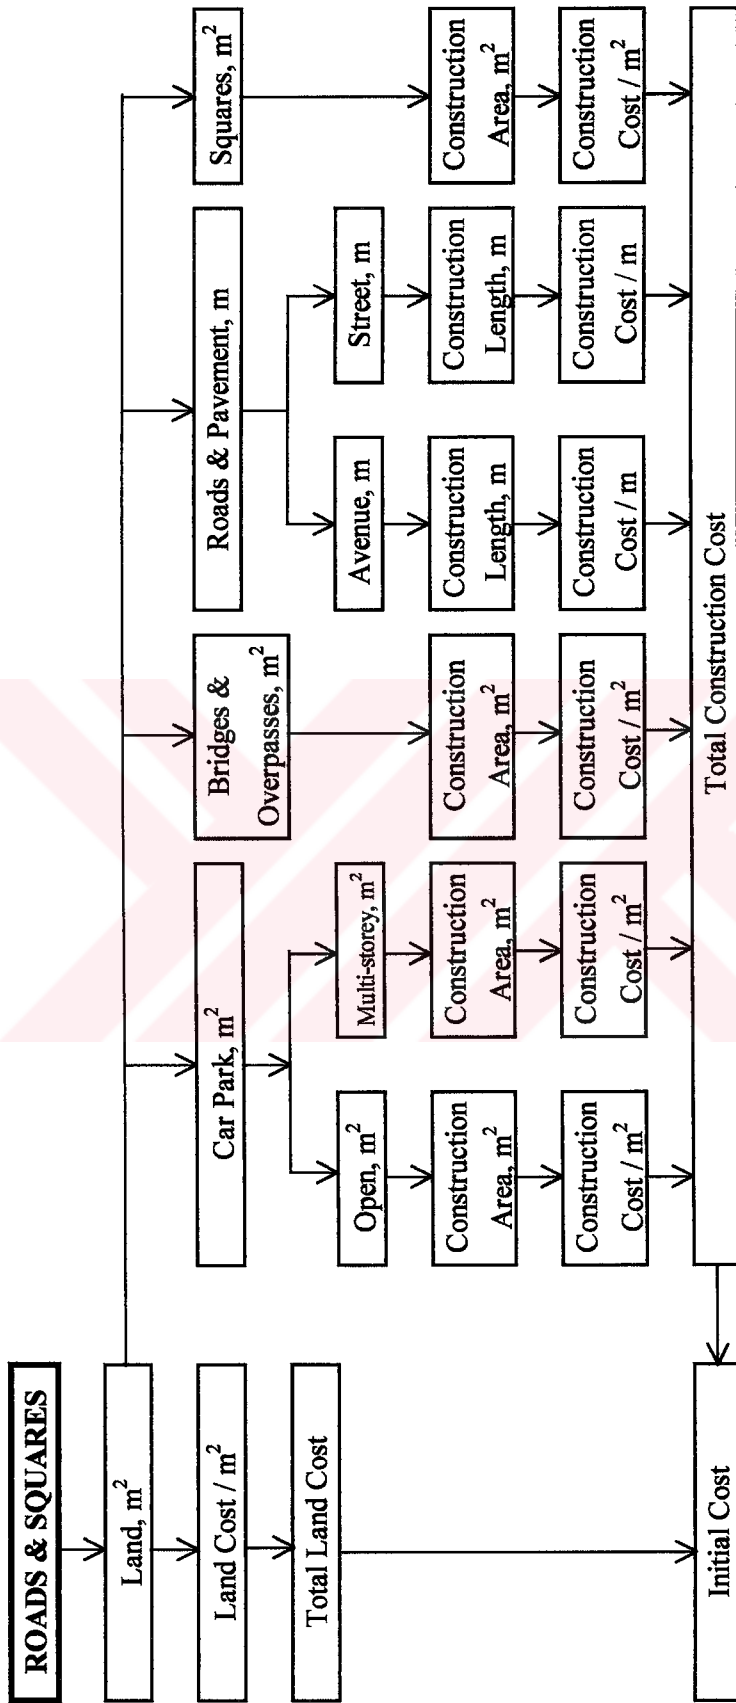 ROADS & SQUARES
Land, m²
Land Cost / m²
Total Land Cost
Initial Cost
Car Park, m²
Open, m²
Construction
Area, m²
Construction
Cost / m²
Multi-storey, m²
Construction
Area, m²
Construction
Cost / m²
Bridges &
Overpasses, m²
Construction
Area, m²
Construction
Cost / m²
Roads & Pavement, m
Avenue, m
Construction
Length, m
Construction
Cost / m
Street, m
Construction
Length, m
Construction
Cost / m
Squares, m²
Construction
Area, m²
Construction
Cost / m²
Total Construction Cost